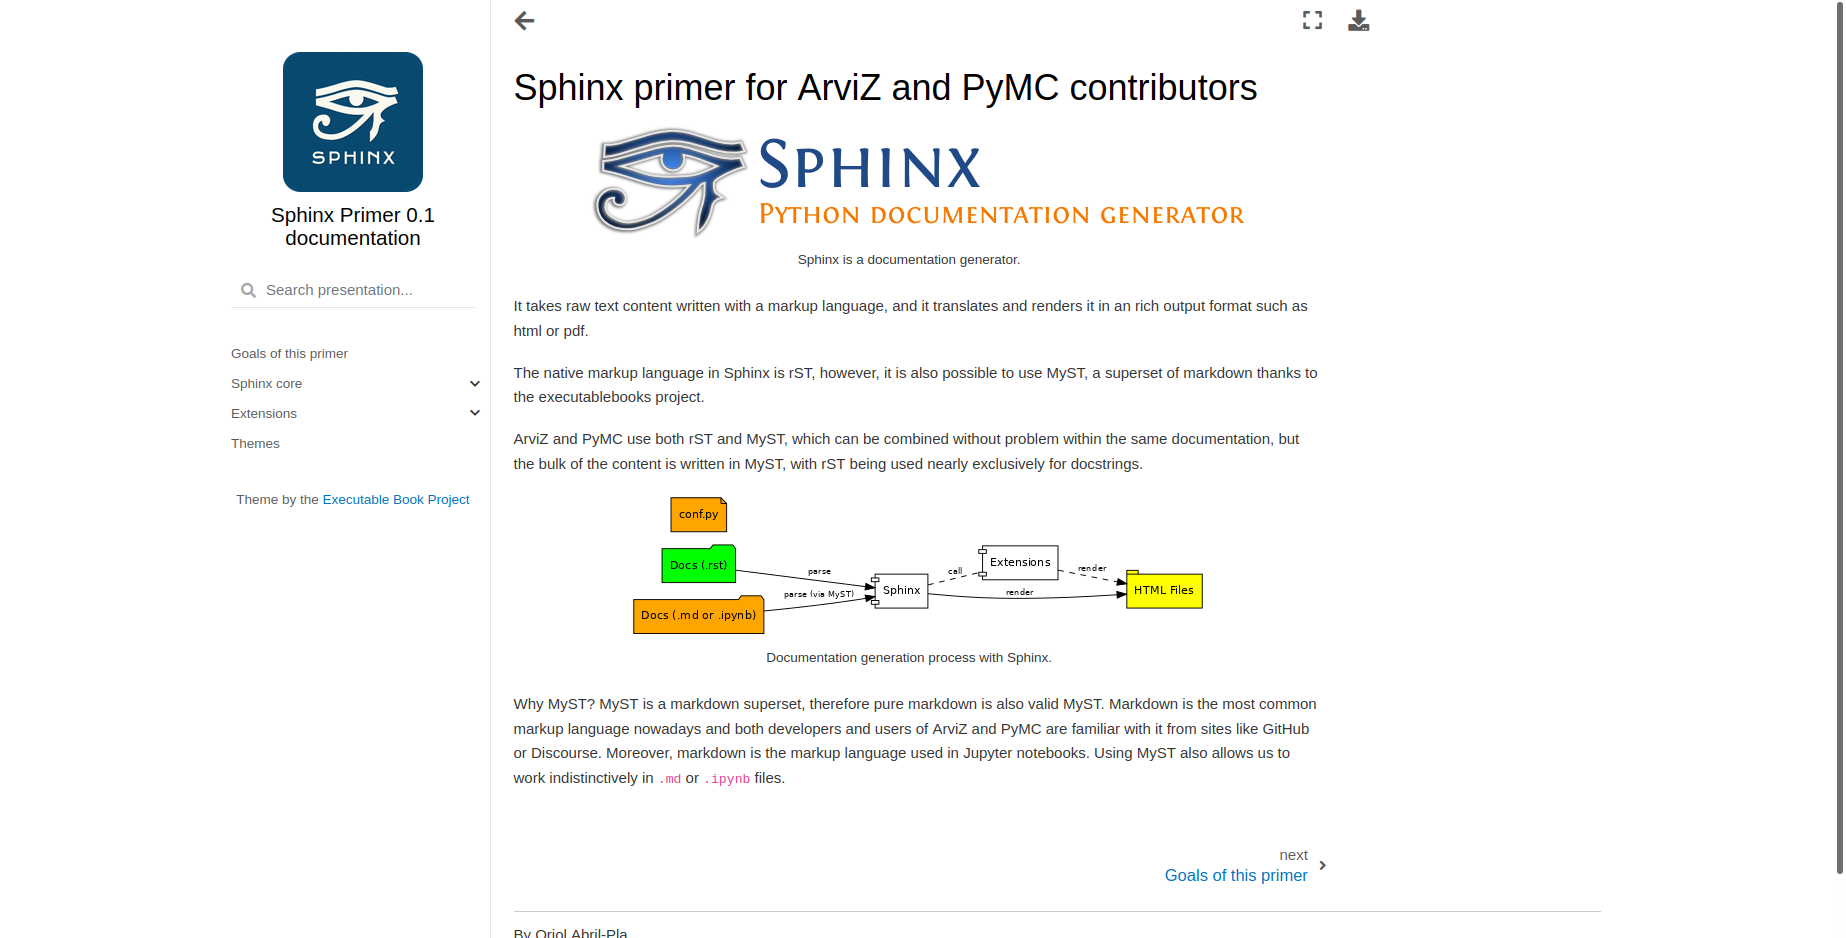 SPHINX
Sphinx Primer 0.1
documentation
Search presentation...
Goals of this primer
Sphinx core
Extensions
Themes
Theme by the Executable Book Project
Sphinx primer for ArviZ and PyMC contributors
SPHINX
PYTHON DOCUMENTATION GENERATOR
Sphinx is a documentation generator.
It takes raw text content written with a markup language, and it translates and renders it in an rich output format such as
html or pdf.
The native markup language in Sphinx is rST, however, it is also possible to use MyST, a superset of markdown thanks to
the executablebooks project.
ArviZ and PyMC use both rST and MyST, which can be combined without problem within the same documentation, but
the bulk of the content is written in MyST, with rST being used nearly exclusively for docstrings.
conf.py
Docs (.rst)
parse
Docs (.md or .ipynb)
parse (via MyST)
Sphinx
call
Extensions
render
render
HTML Files
Documentation generation process with Sphinx.
Why MyST? MyST is a markdown superset, therefore pure markdown is also valid MyST. Markdown is the most common
markup language nowadays and both developers and users of ArviZ and PyMC are familiar with it from sites like GitHub
or Discourse. Moreover, markdown is the markup language used in Jupyter notebooks. Using MyST also allows us to
work indistinctively in .md or .ipynb files.
next
Goals of this primer
By Oriol Abril-Pla